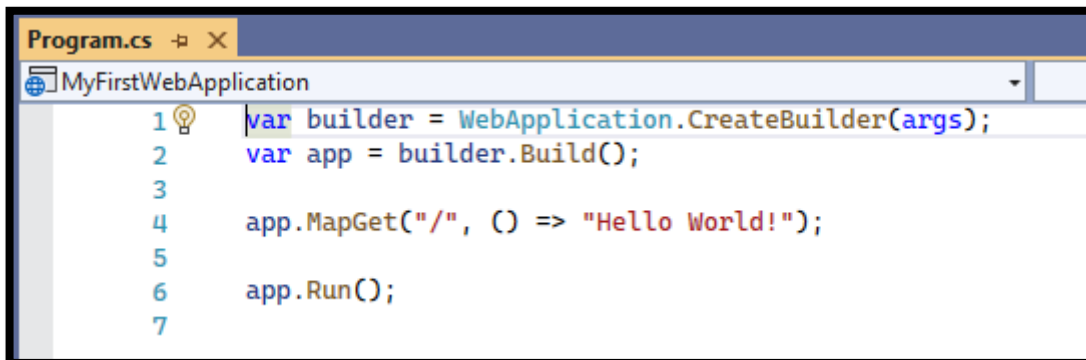 Program.cs
MyFirstWebApplication
1 var builder = WebApplication.CreateBuilder(args);
2 var app = builder.Build();
3
4 app.MapGet("/", () => "Hello World!");
5
6 app.Run();
7